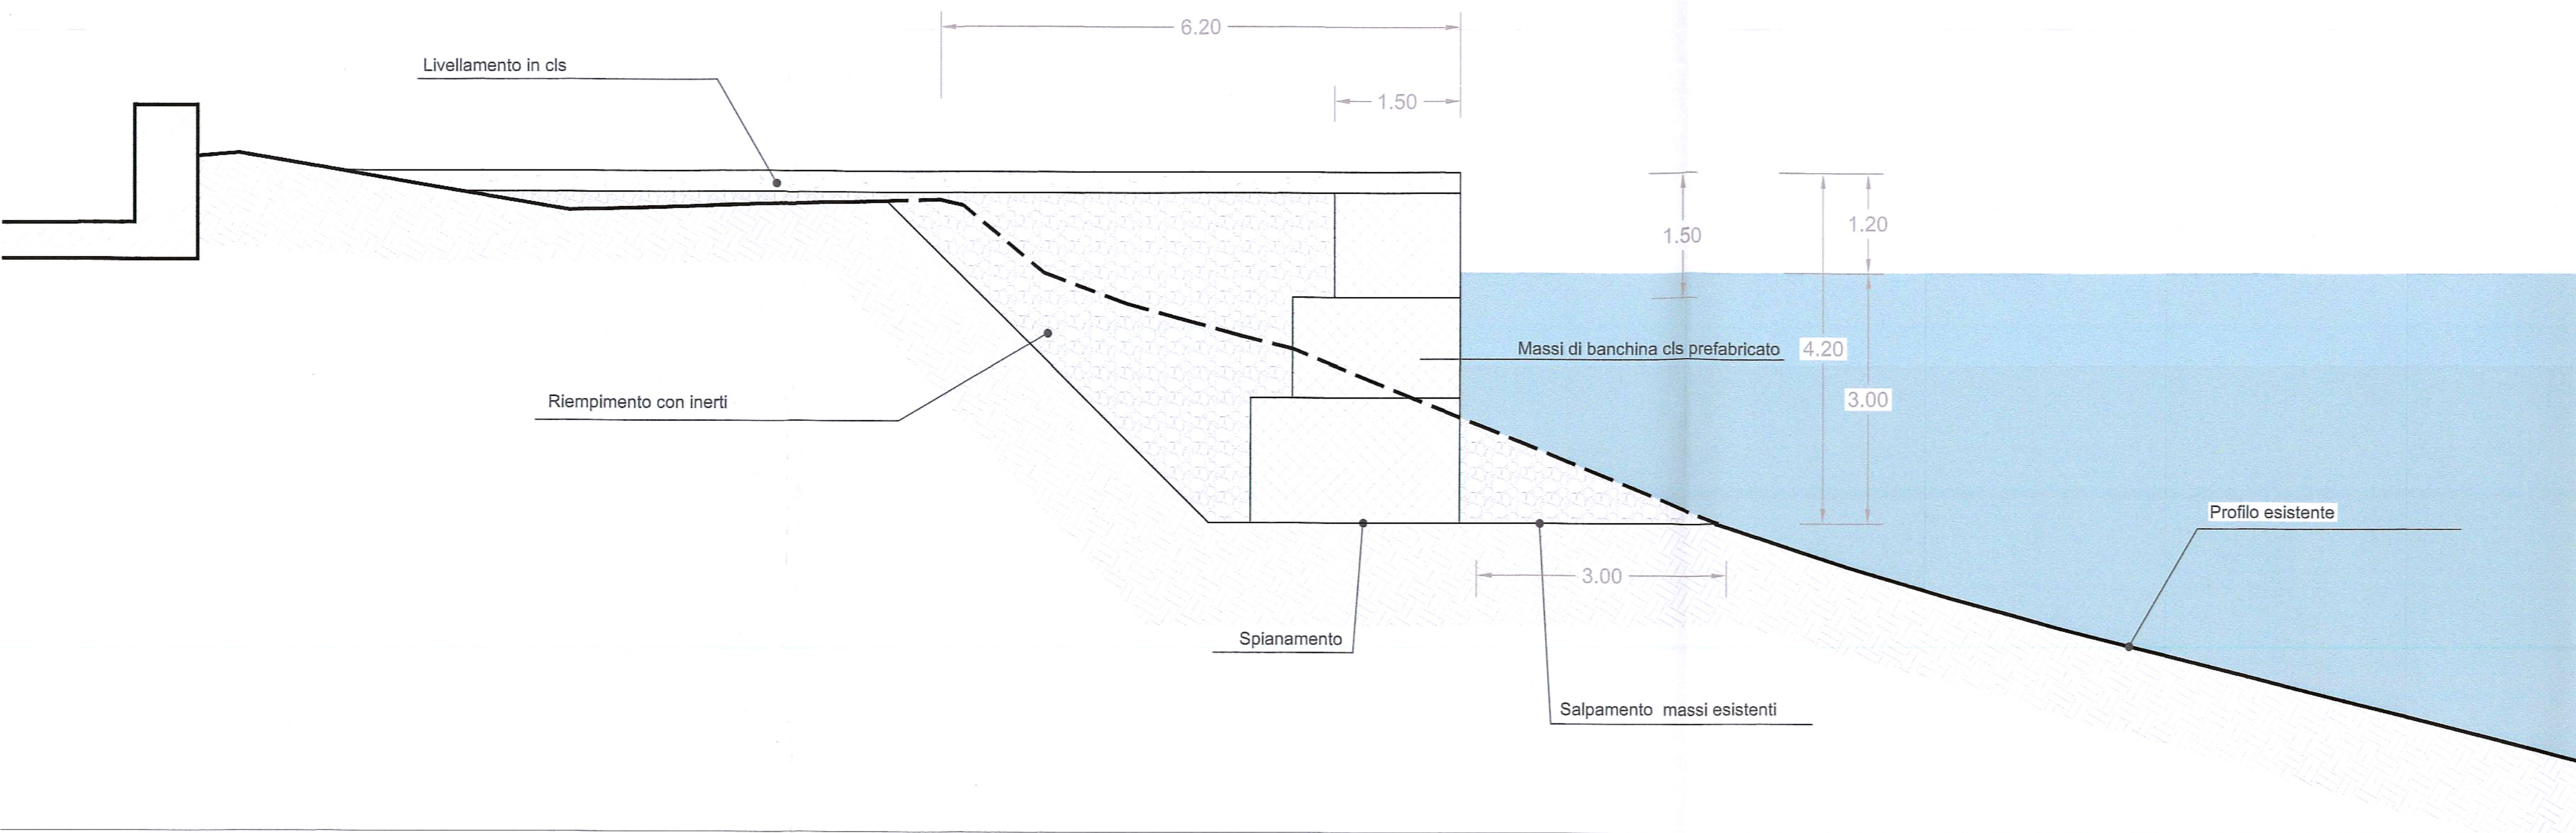 6.20
Livellamento in cls
1.50
1.20
1.50
Massi di banchina cls prefabricato
4.20
Riempimento con inerti
3.00
Profilo esistente
3.00
Spianamento
Salpamento massi esistenti